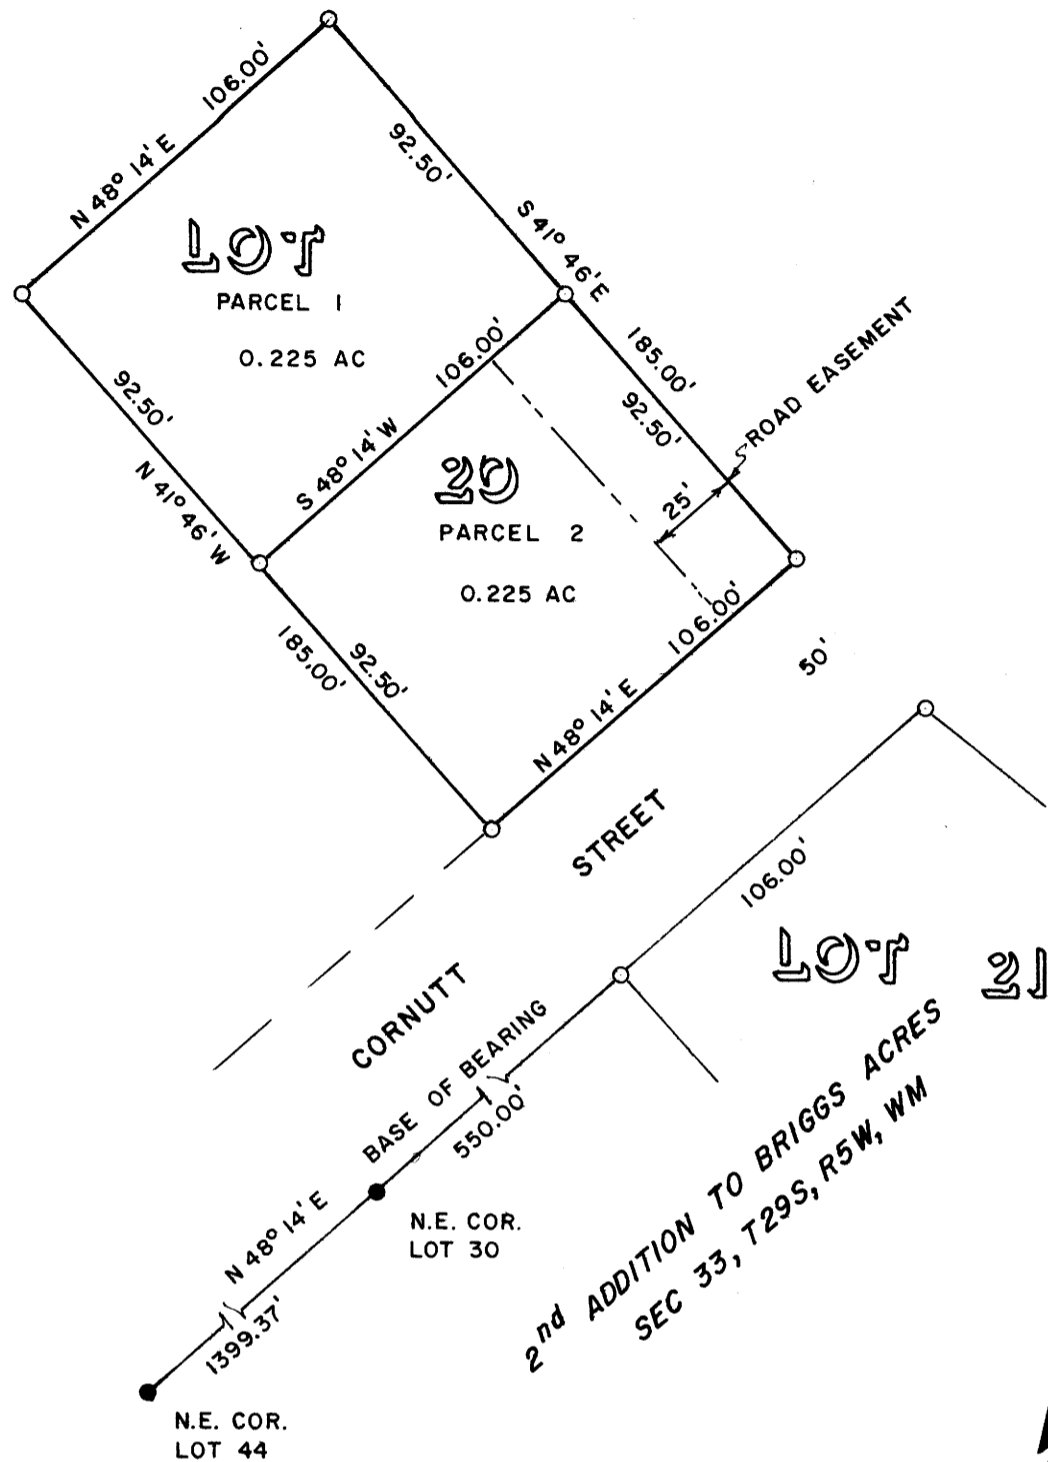 106.00'
N 48° 14' E
92.50'
S 41° 46' E
LOT
PARCEL 1
0.225 AC
106.00'
S 48° 14' W
92.50'
N 41° 46' W
185.00'
92.50'
ROAD EASEMENT
25'
20
PARCEL 2
0.225 AC
106.00'
N 48° 14' E
185.00'
92.50'
50'
CORNUTT STREET
106.00'
LOT 21
BASE OF BEARING
550.00'
N.E. COR.
LOT 30
N 48° 14' E
1399.37'
N.E. COR.
LOT 44
2nd ADDITION TO BRIGGS ACRES
SEC 33, T29S, R5W, WM